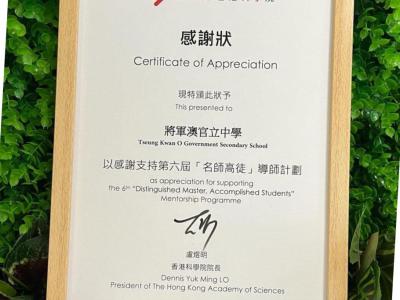 感謝狀
Certificate of Appreciation
現特頒此狀予
This presented to
將軍澳官立中學
Tseung Kwan O Government Secondary School
以感謝支持第六屆「名師高徒」導師計劃
as appreciation for supporting
the 6th "Distinguished Master, Accomplished Students"
Mentorship Programme
盧煜明
香港科學院院長
Dennis Yuk Ming LO
President of The Hong Kong Academy of Sciences